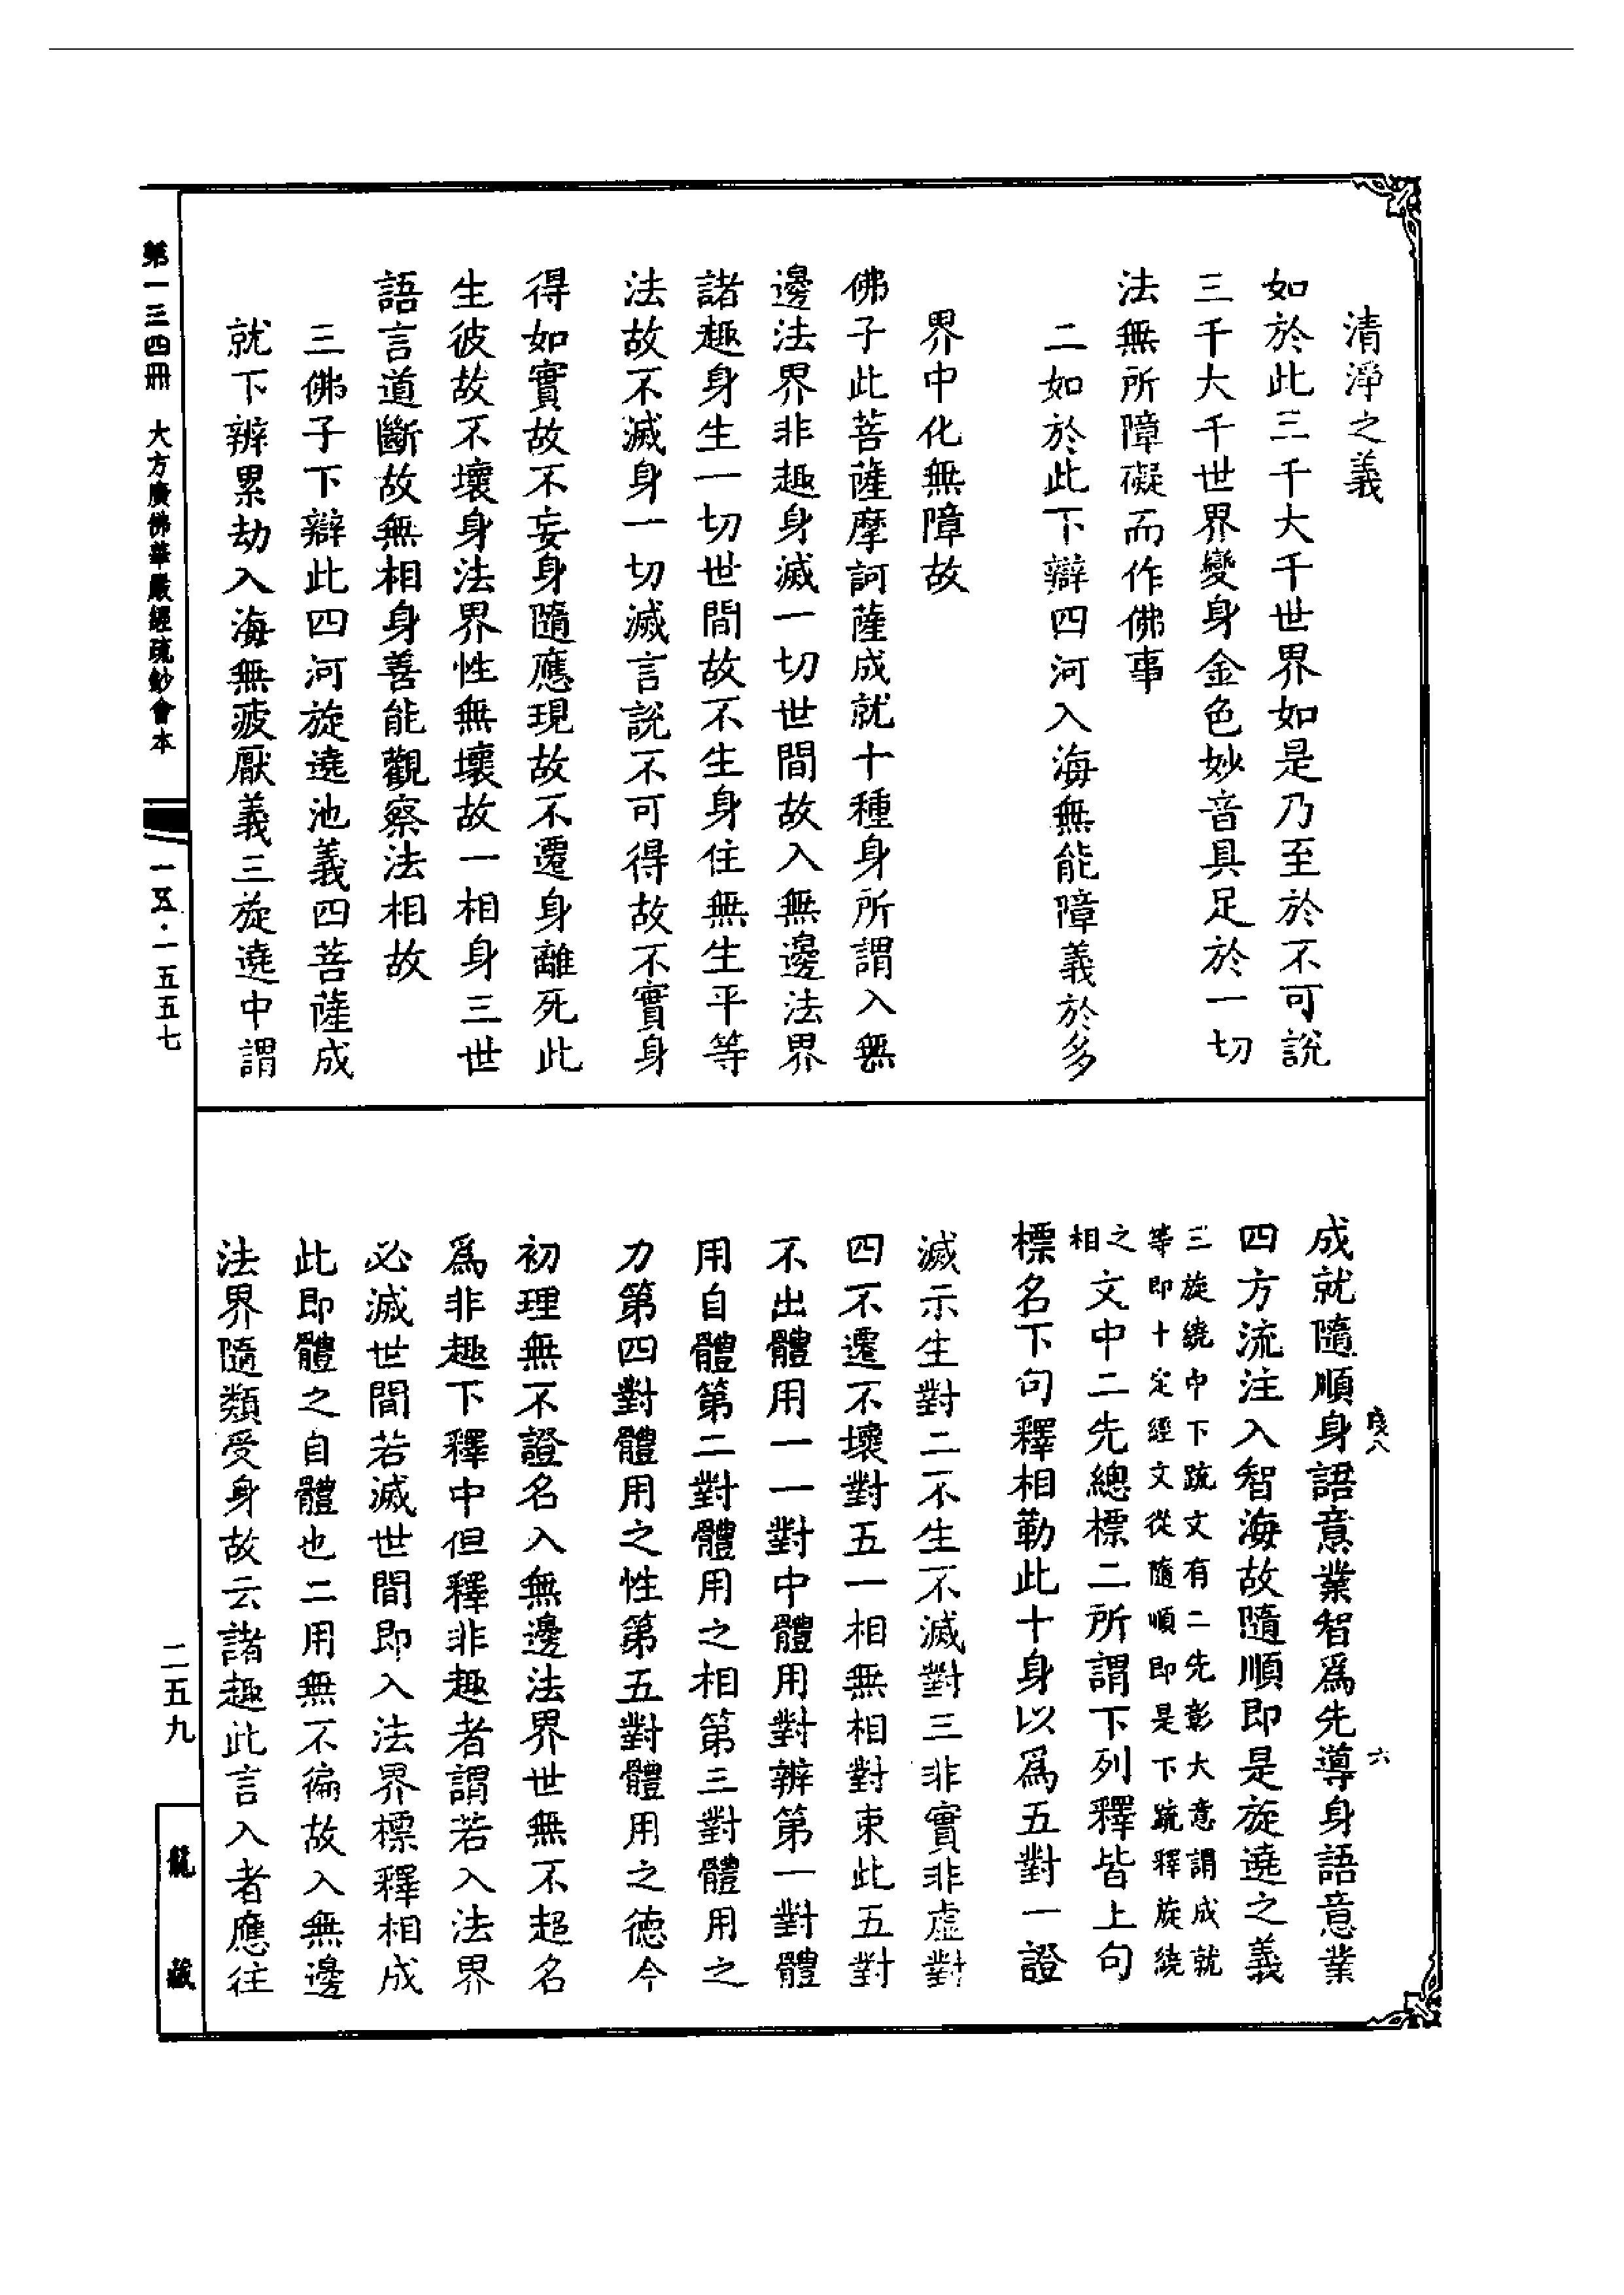 清淨之義
如於此三千大千世界如是乃至於不可說
三千大千世界變身金色妙音具足於一切
法無所障礙而作佛事
二如於此下辯四河入海無能障義於多
界中化無障故
佛子此菩薩摩訶薩成就十種身所謂入無
邊法界非趣身滅一切世間故入無邊法界
諸趣身生一切世間故不生身住無生平等
法故不滅身一切滅言說不可得故不實身
得如實故不妄身隨應現故不遷身離死此
生彼故不壞身法界性無壞故一相身三世
語言道斷故無相身善能觀察法相故
三佛子下辯此四河旋遶池義四菩薩成
就下辨累劫入海無疲厭義三旋遶中謂
成就隨順身語意業智為先導身語意業
四方流注入智海故隨順即是旋遶之義
三旋繞中下疏文有二先彰大意謂成就
等即十定經文從隨順即是下疏釋旋繞
之
相
文中二先總標二所謂下列釋皆上句
標名下句釋相勒此十身以為五對一證
滅示生對二不生不滅對三非實非虛對
四不遷不壞對五一相無相對束此五對
不出體用一一對中體用對辨第一對體
用自體第二對體用之相第三對體用之
力第四對體用之性第五對體用之德今
初理無不證名入無邊法界世無不超名
為非趣下釋中但釋非趣者謂若入法界
必滅世間若滅世間即入法界標釋相成
此即體之自體也二用無不徧故入無邊
法界隨類受身故云諸趣此言入者應往
八
六
第一三四冊 大方廣佛華嚴經疏鈔會本
一五·一五五七
二五九
龍藏